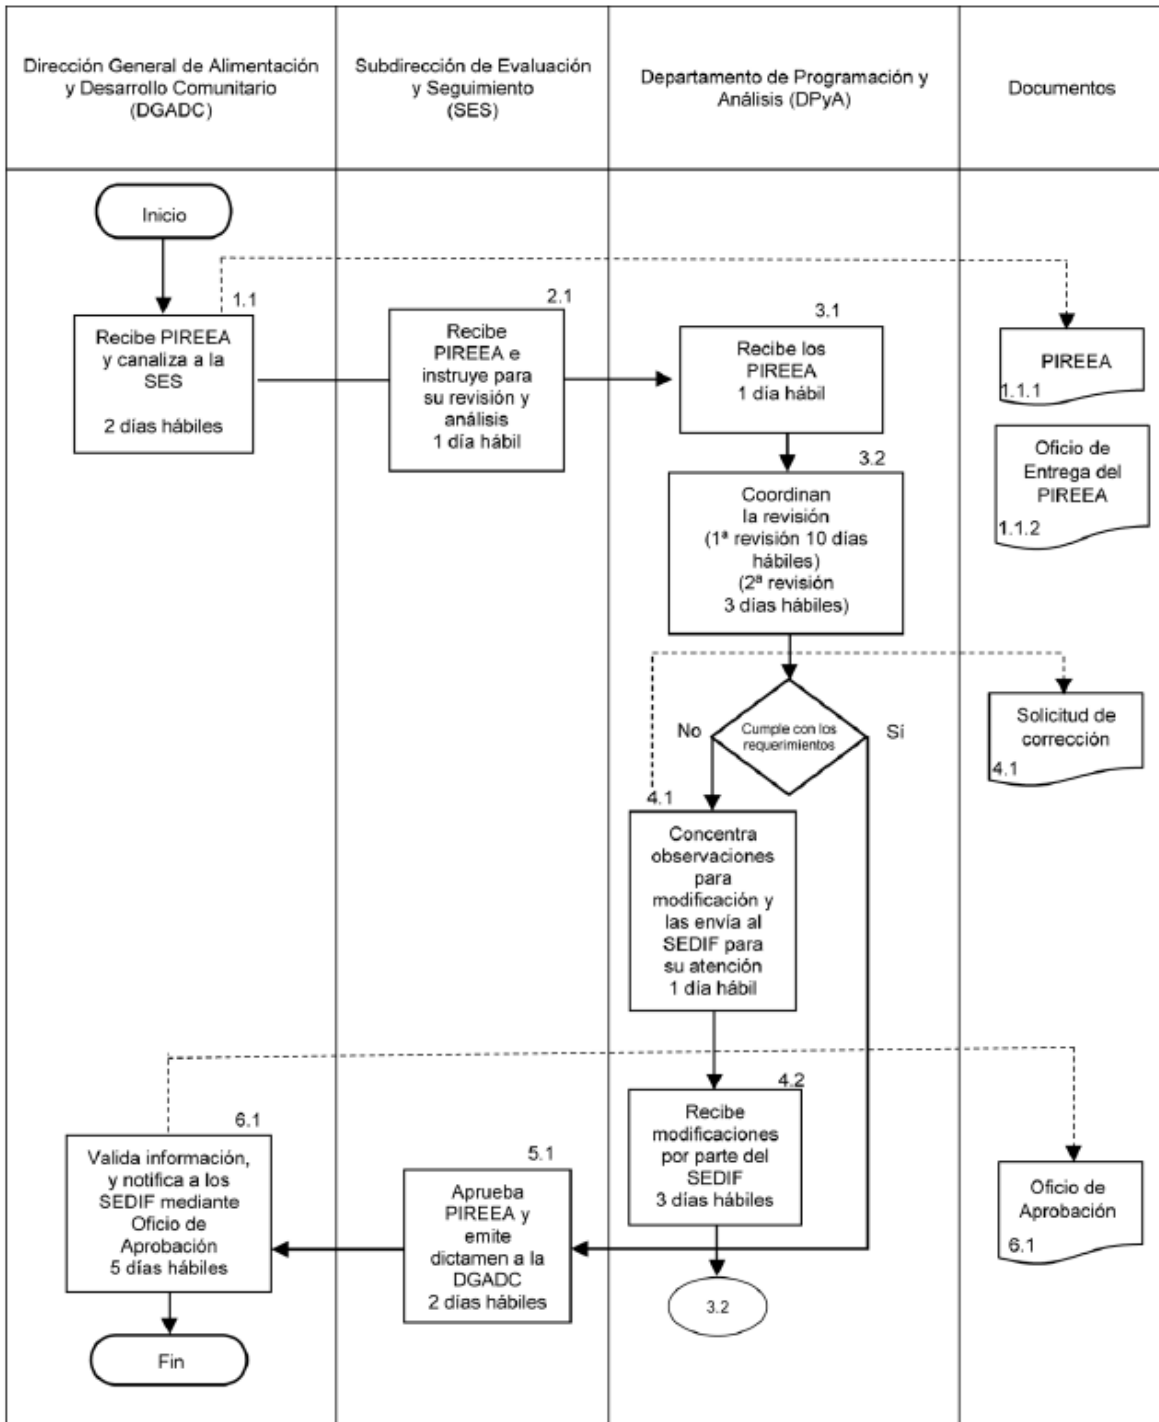 Dirección General de Alimentación
y Desarrollo Comunitario
(DGADC)
Subdirección de Evaluación
y Seguimiento
(SES)
Departamento de Programación y
Análisis (DPyA)
Documentos
Inicio
1.1
Recibe PIREEA
y canaliza a la
SES
2 días hábiles
2.1
Recibe
PIREEA e
instruye para
su revisión y
análisis
1 día hábil
3.1
Recibe los
PIREEA
1 día hábil
PIREEA
1.1.1
Oficio de
Entrega del
PIREEA
1.1.2
3.2
Coordinan
la revisión
(1ª revisión 10 días
hábiles)
(2ª revisión
3 días hábiles)
Cumple con los
requerimientos
No
Sí
Solicitud de
corrección
4.1
4.1
Concentra
observaciones
para
modificación y
las envía al
SEDIF para
su atención
1 día hábil
4.2
Recibe
modificaciones
por parte del
SEDIF
3 días hábiles
3.2
5.1
Aprueba
PIREEA y
emite
dictamen a la
DGADC
2 días hábiles
6.1
Valida información,
y notifica a los
SEDIF mediante
Oficio de
Aprobación
5 días hábiles
Oficio de
Aprobación
6.1
Fin